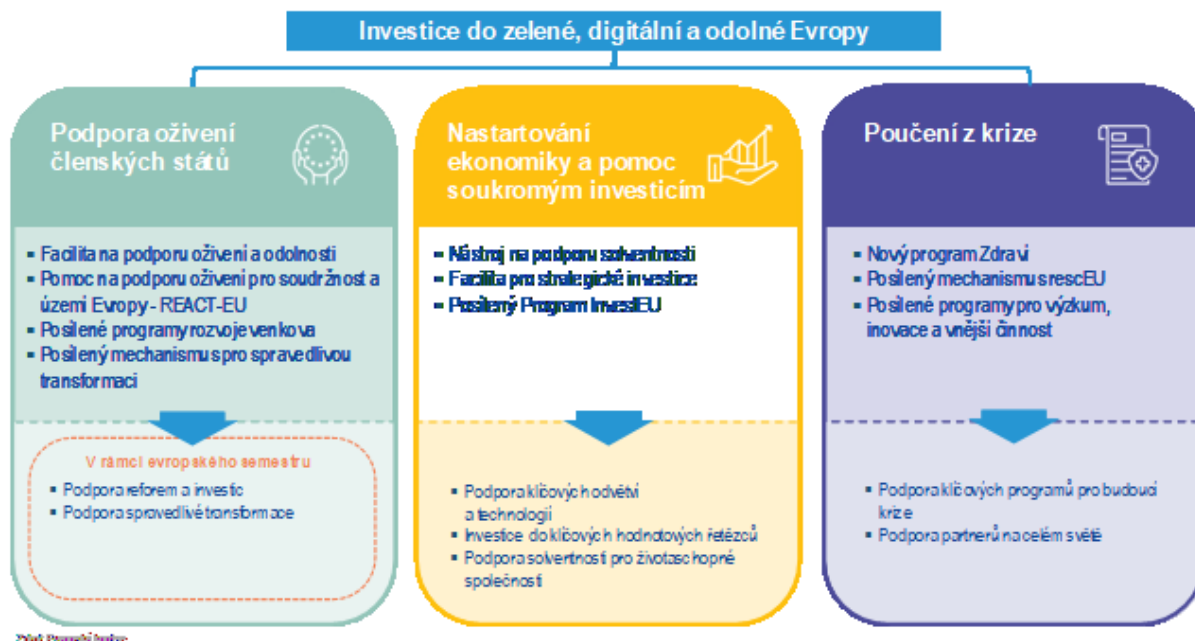 Investice do zelené, digitální a odolné Evropy
Podpora oživení
členských států
▪ Facilita na podporu oživení a odolnosti
▪ Pomoc na podporu oživení pro soudržnost a
území Evropy - REACT-EU
▪ Posílené programy rozvoje venkova
▪ Posílený mechanismus pro spravedlivou
transformaci
V rámci evropského semestru
▪ Podpora reforem a investic
▪ Podpora spravedlivé transformace
Nastartování
ekonomiky a pomoc
soukromým investicím
▪ Nástroj na podporu solventnosti
▪ Facilita pro strategické investice
▪ Posílený Program InvestEU
▪ Podpora klíčových odvětví
a technologií
▪ Investice do klíčových hodnotových řetězců
▪ Podpora solventnosti pro životaschopné
společnosti
Poučení z krize
▪ Nový program Zdraví
▪ Posílený mechanismus rescEU
▪ Posílené programy pro výzkum,
inovace a vnější činnost
▪ Podpora klíčových programů pro budoucí
krize
▪ Podpora partnerů na celém světě